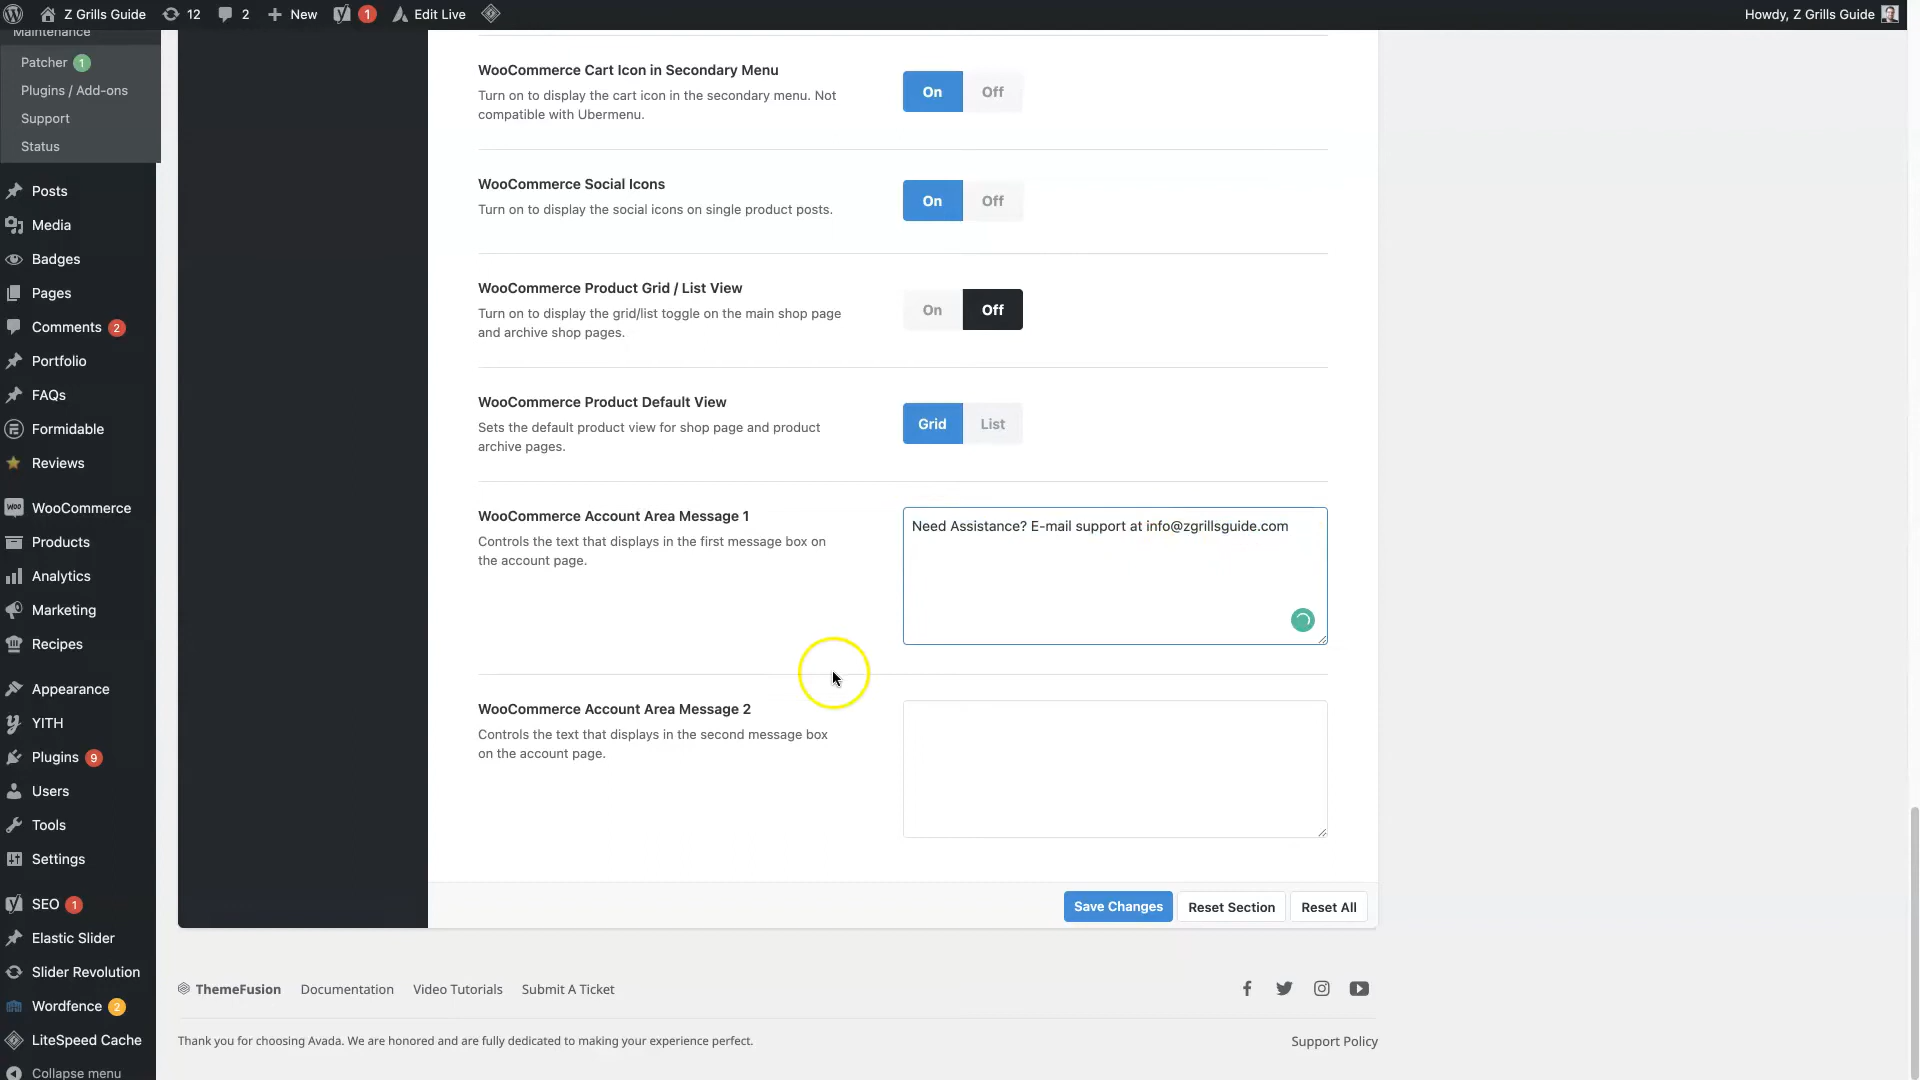 Z Grills Guide
12
2
New
1
Edit Live
Howdy, Z Grills Guide
Maintenance
Patcher 1
Plugins / Add-ons
Support
Status
Posts
Media
Badges
Pages
Comments 2
Portfolio
FAQs
Formidable
Reviews
WooCommerce
Products
Analytics
Marketing
Recipes
Appearance
YITH
Plugins 9
Users
Tools
Settings
SEO 1
Elastic Slider
Slider Revolution
Wordfence 2
LiteSpeed Cache
Collapse menu
WooCommerce Cart Icon in Secondary Menu
Turn on to display the cart icon in the secondary menu. Not
compatible with Ubermenu.
On Off
WooCommerce Social Icons
Turn on to display the social icons on single product posts.
On Off
WooCommerce Product Grid / List View
Turn on to display the grid/list toggle on the main shop page
and archive shop pages.
On Off
WooCommerce Product Default View
Sets the default product view for shop page and product
archive pages.
Grid List
WooCommerce Account Area Message 1
Controls the text that displays in the first message box on
the account page.
Need Assistance? E-mail support at info@zgrillsguide.com
WooCommerce Account Area Message 2
Controls the text that displays in the second message box
on the account page.
Save Changes Reset Section Reset All
ThemeFusion Documentation Video Tutorials Submit A Ticket
Thank you for choosing Avada. We are honored and are fully dedicated to making your experience perfect.
Support Policy